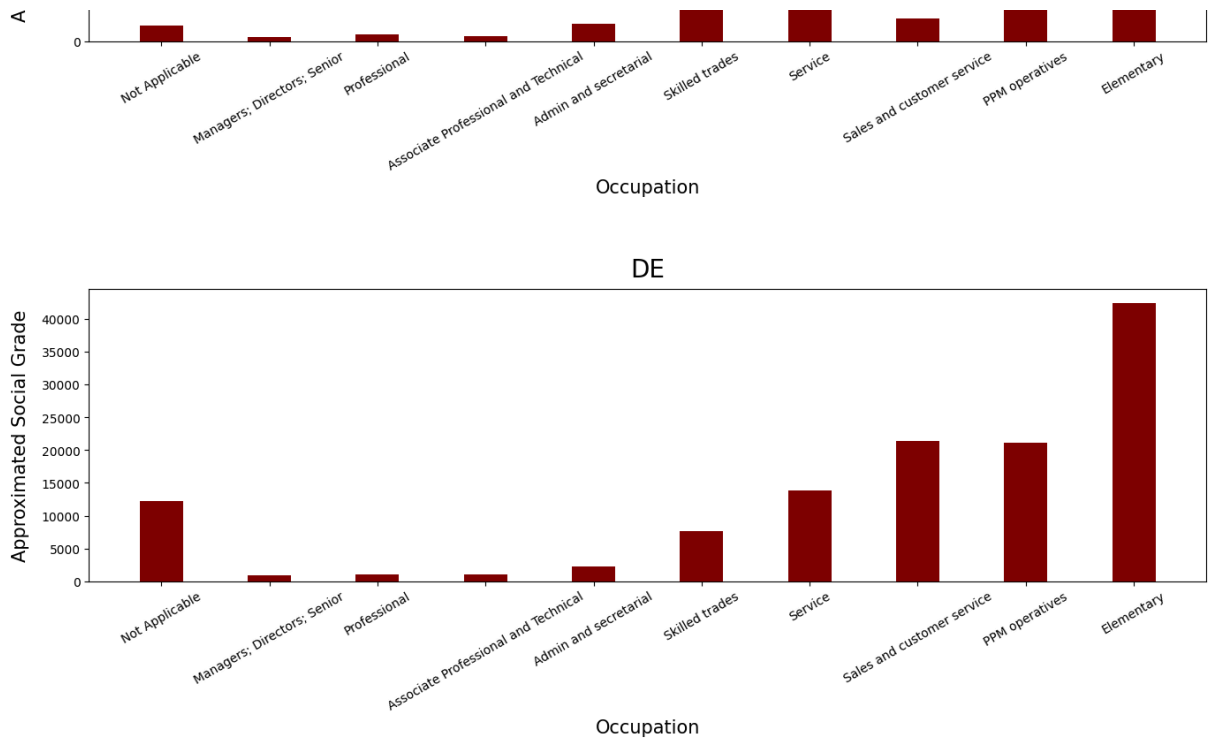 A
0
Not Applicable
Managers; Directors; Senior
Professional
Associate Professional and Technical
Admin and secretarial
Skilled trades
Service
Sales and customer service
PPM operatives
Elementary
Occupation
DE
Approximated Social Grade
40000
35000
30000
25000
20000
15000
10000
5000
0
Not Applicable
Managers; Directors; Senior
Professional
Associate Professional and Technical
Admin and secretarial
Skilled trades
Service
Sales and customer service
PPM operatives
Elementary
Occupation